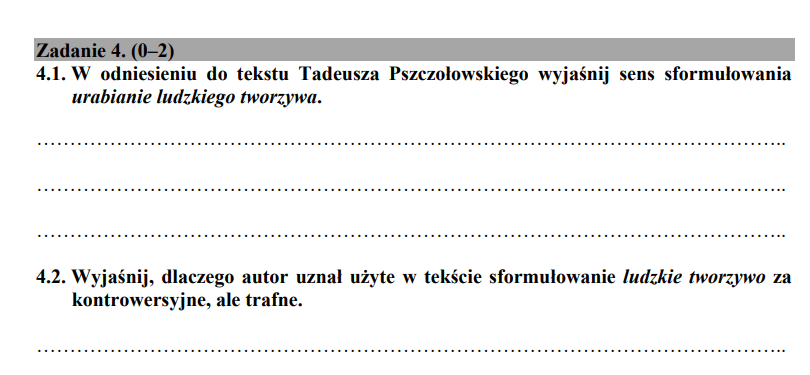 Zadanie 4. (0–2)
4.1. W odniesieniu do tekstu Tadeusza Pszczołowskiego wyjaśnij sens sformułowania
urabianie ludzkiego tworzywa.
……………………………………………………………………………………………………..
……………………………………………………………………………………………………..
……………………………………………………………………………………………………..
4.2. Wyjaśnij, dlaczego autor uznał użyte w tekście sformułowanie ludzkie tworzywo za
kontrowersyjne, ale trafne.
……………………………………………………………………………………………………..